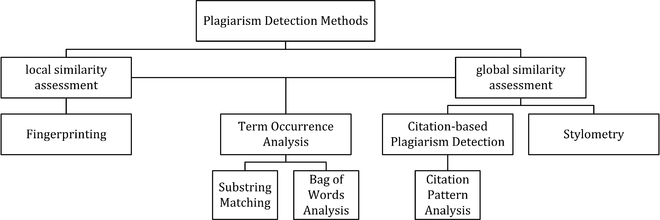 Plagiarism Detection Methods
local similarity
assessment
global similarity
assessment
Fingerprinting
Term Occurrence
Analysis
Citation-based
Plagiarism Detection
Stylometry
Substring
Matching
Bag of
Words
Analysis
Citation
Pattern
Analysis